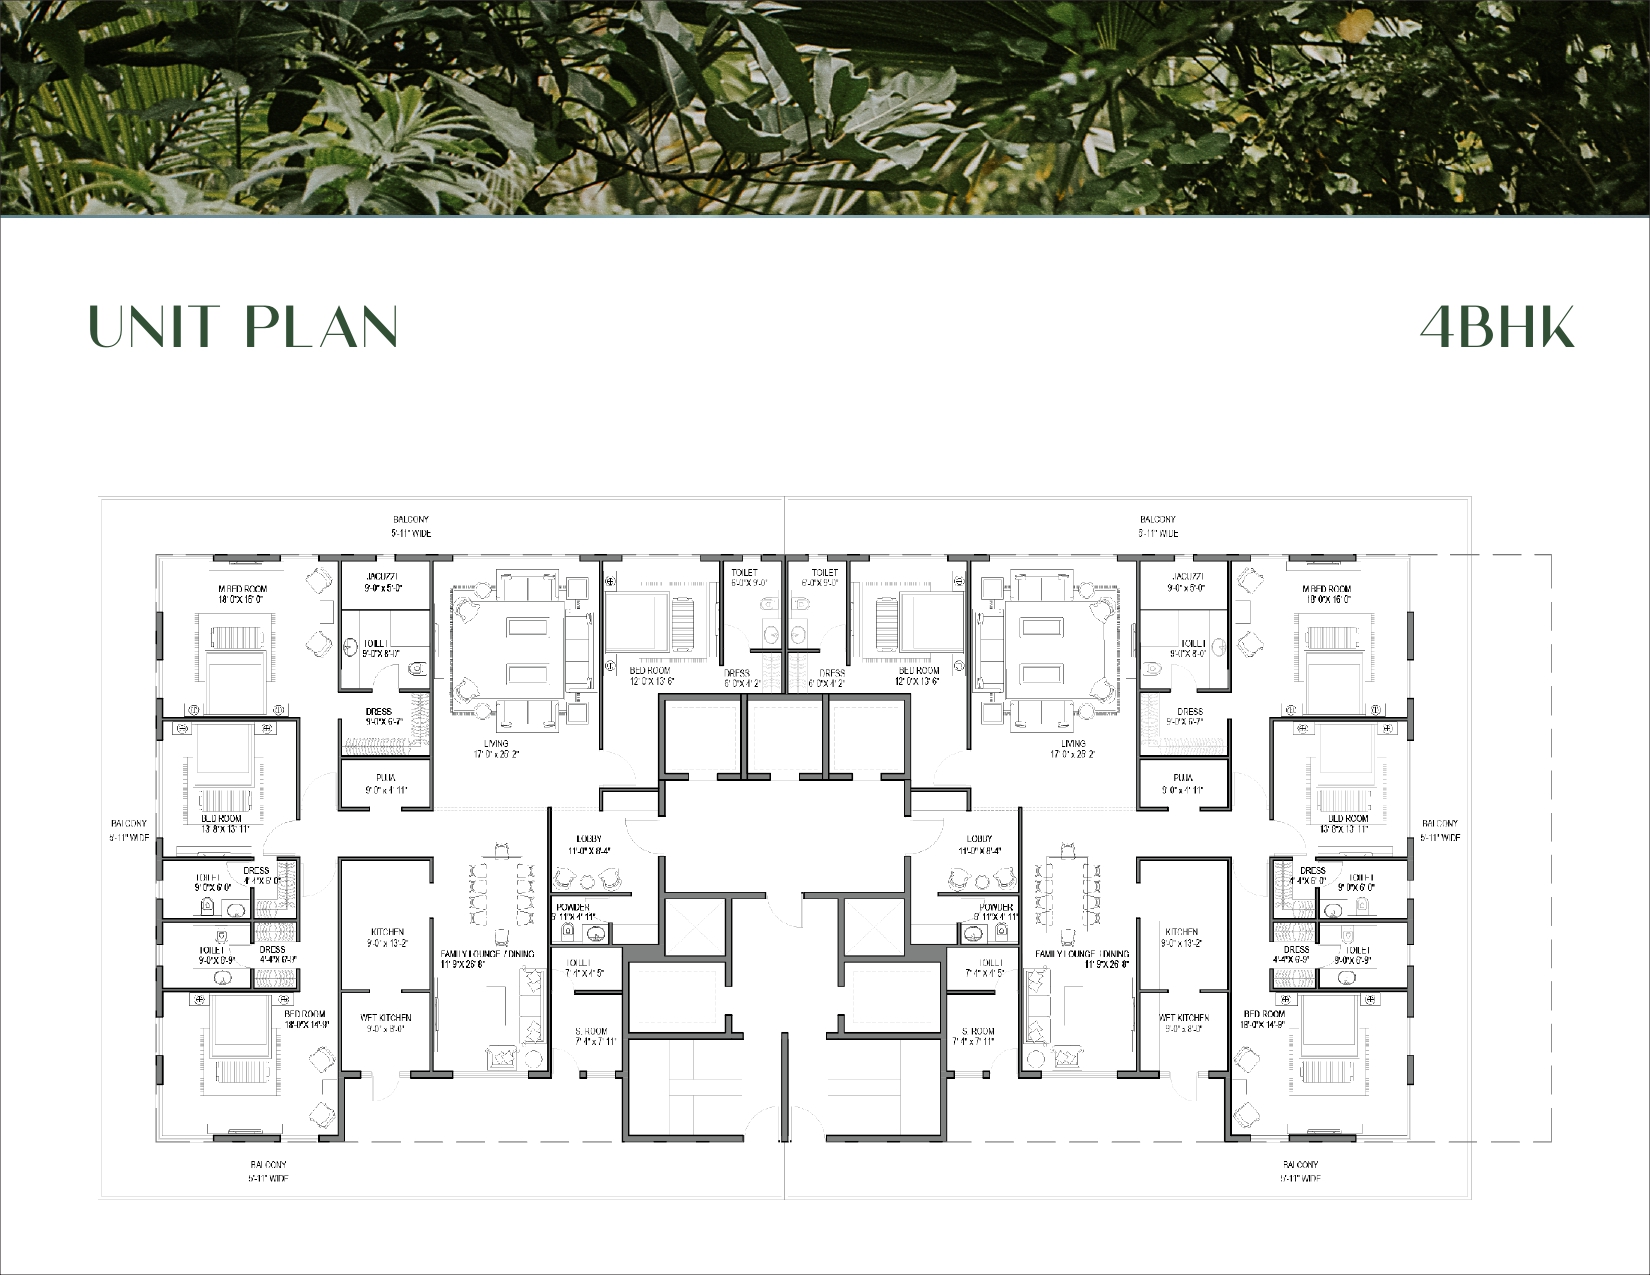 UNIT PLAN
4BHK
BALCONY
5'-11" WIDE
BALCONY
5'-11" WIDE
M.BED ROOM
18'0"X 15'0"
JACUZZI
9'-0" x 5'-0"
TOILET
9'-0"X 8'-0"
DRESS
9'-0"X 6'-7"
PUJA
9'0" x 4'11"
LIVING
17'0" x 25'2"
BED ROOM
12'0"X 13'6"
TOILET
6'-0"X 9'-0"
DRESS
6'0"X 4'2"
TOILET
6'-0"X 9'-0"
DRESS
6'0"X 4'2"
BED ROOM
12'0"X 13'6"
LIVING
17'0" x 25'2"
JACUZZI
9'-0" x 5'-0"
TOILET
9'-0"X 8'-0"
DRESS
9'-0"X 6'-7"
PUJA
9'0" x 4'11"
M.BED ROOM
18'0"X 15'0"
BALCONY
5'-11" WIDE
BED ROOM
13'8"X 13'11"
TOILET
9'0"X 6'0"
DRESS
4'4"X 6'0"
TOILET
9'-0"X 6'-9"
DRESS
4'-4"X 6'-9"
BED ROOM
18'-0"X 14'-9"
KITCHEN
9'-0" x 13'-2"
WET KITCHEN
9'-0" x 8'-0"
FAMILY LOUNGE / DINING
11'9"X 26'8"
LOBBY
11'-0" X 8'-4"
POWDER
5'11"X 4'11"
TOILET
7'4"X 4'5"
S. ROOM
7'4"x 7'11"
LOBBY
11'-0" X 8'-4"
POWDER
5'11"X 4'11"
TOILET
7'4"X 4'5"
S. ROOM
7'4"x 7'11"
FAMILY LOUNGE / DINING
11'9"X 26'8"
KITCHEN
9'-0" x 13'-2"
WET KITCHEN
9'-0" x 8'-0"
BED ROOM
13'8"X 13'11"
DRESS
4'4"X 6'0"
TOILET
9'0"X 6'0"
DRESS
4'-4"X 6'-9"
TOILET
9'-0"X 6'-9"
BED ROOM
18'-0"X 14'-9"
BALCONY
5'-11" WIDE
BALCONY
5'-11" WIDE
BALCONY
5'-11" WIDE